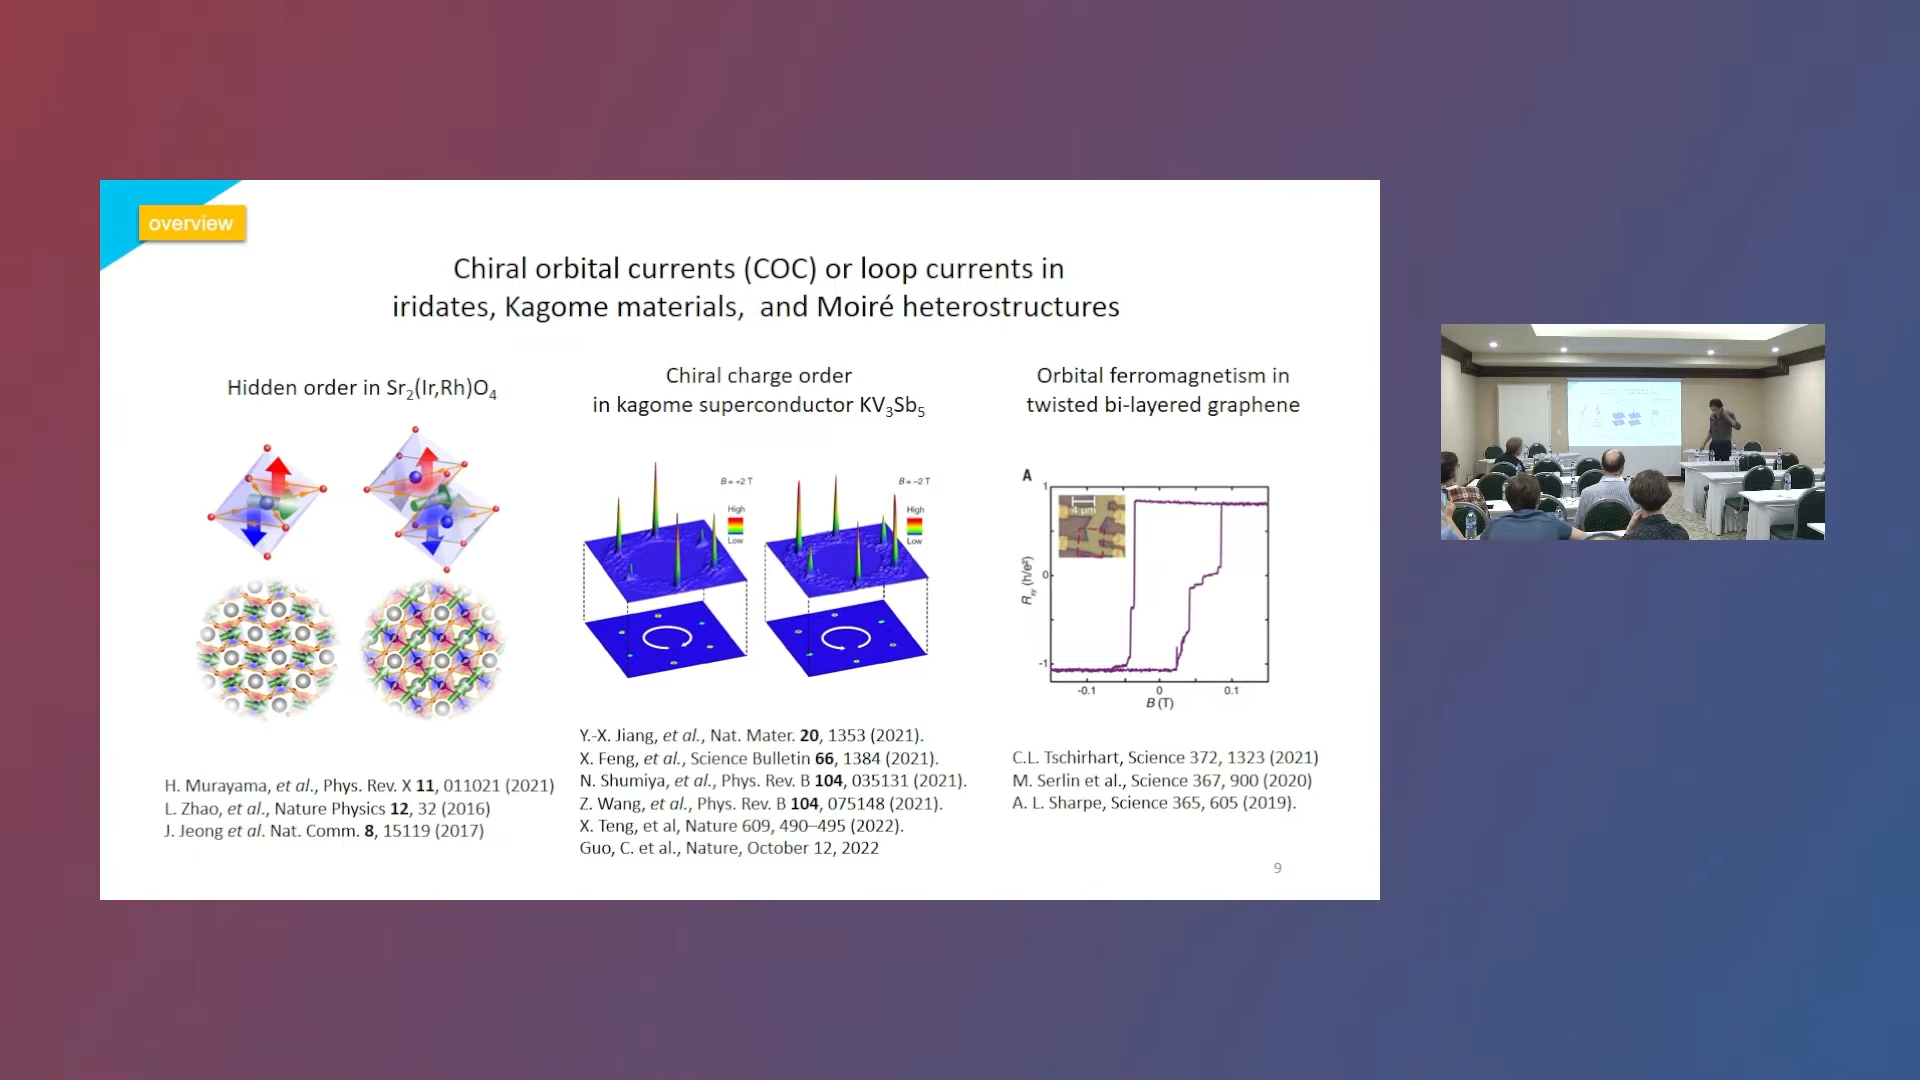 overview
Chiral orbital currents (COC) or loop currents in
iridates, Kagome materials, and Moiré heterostructures
Hidden order in Sr₂(Ir,Rh)O₄
H. Murayama, et al., Phys. Rev. X 11, 011021 (2021)
L. Zhao, et al., Nature Physics 12, 32 (2016)
J. Jeong et al. Nat. Comm. 8, 15119 (2017)
Chiral charge order
in kagome superconductor KV₃Sb₅
B = +2 T
High
Low
B = −2 T
High
Low
Y.-X. Jiang, et al., Nat. Mater. 20, 1353 (2021).
X. Feng, et al., Science Bulletin 66, 1384 (2021).
N. Shumiya, et al., Phys. Rev. B 104, 035131 (2021).
Z. Wang, et al., Phys. Rev. B 104, 075148 (2021).
X. Teng, et al, Nature 609, 490–495 (2022).
Guo, C. et al., Nature, October 12, 2022
Orbital ferromagnetism in
twisted bi-layered graphene
A
4 μm
1
0
-1
Rxy (h/e²)
-0.1 0 0.1
B (T)
C.L. Tschirhart, Science 372, 1323 (2021)
M. Serlin et al., Science 367, 900 (2020)
A. L. Sharpe, Science 365, 605 (2019).
9